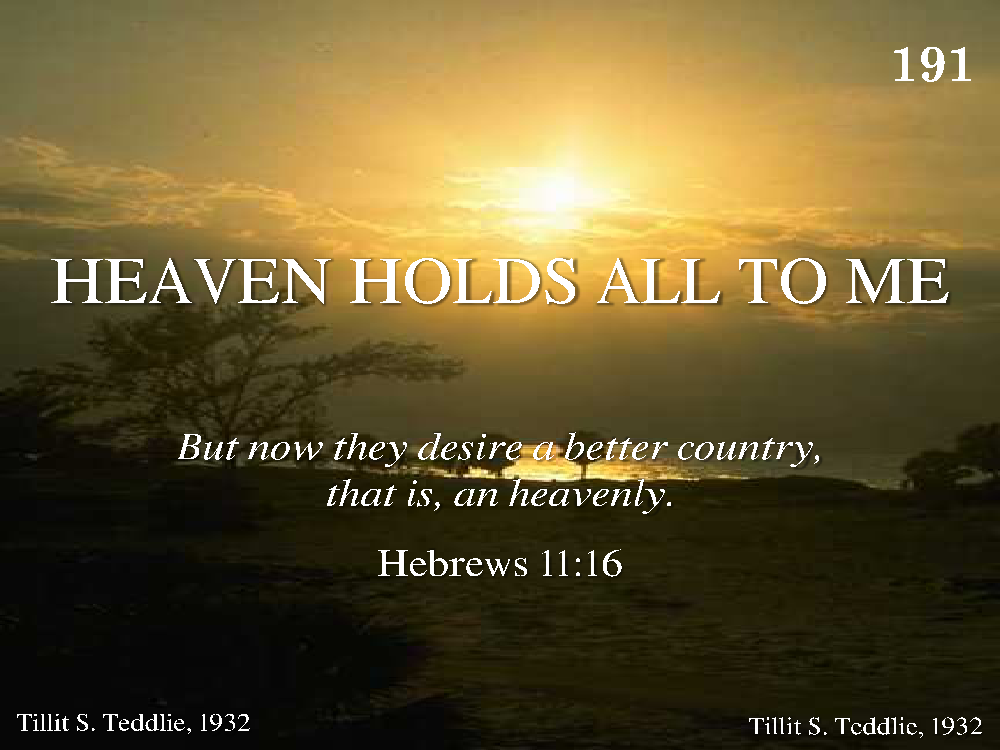 191
HEAVEN HOLDS ALL TO ME
But now they desire a better country,
that is, an heavenly.
Hebrews 11:16
Tillit S. Teddlie, 1932
Tillit S. Teddlie, 1932